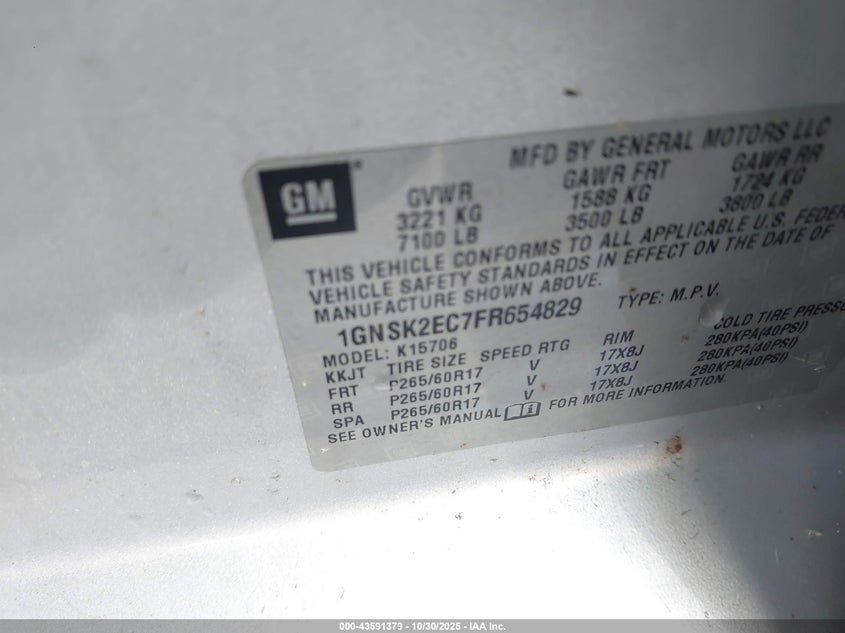 MFD BY GENERAL MOTORS LLC
GM ®
GVWR GAWR FRT GAWR RR
3221 KG 1588 KG 1724 KG
7100 LB 3500 LB 3800 LB
THIS VEHICLE CONFORMS TO ALL APPLICABLE U.S. FEDER
VEHICLE SAFETY STANDARDS IN EFFECT ON THE DATE OF
MANUFACTURE SHOWN ABOVE.
1GNSK2EC7FR654829 TYPE: M.P.V.
MODEL: K15706 COLD TIRE PRESSU
KKJT TIRE SIZE SPEED RTG RIM 280KPA(40PSI)
FRT P265/60R17 V 17X8J 280KPA(40PSI)
RR P265/60R17 V 17X8J 280KPA(40PSI)
SPA P265/60R17 V 17X8J
SEE OWNER'S MANUAL i FOR MORE INFORMATION.
000-43591379 - 10/30/2025 - IAA Inc.